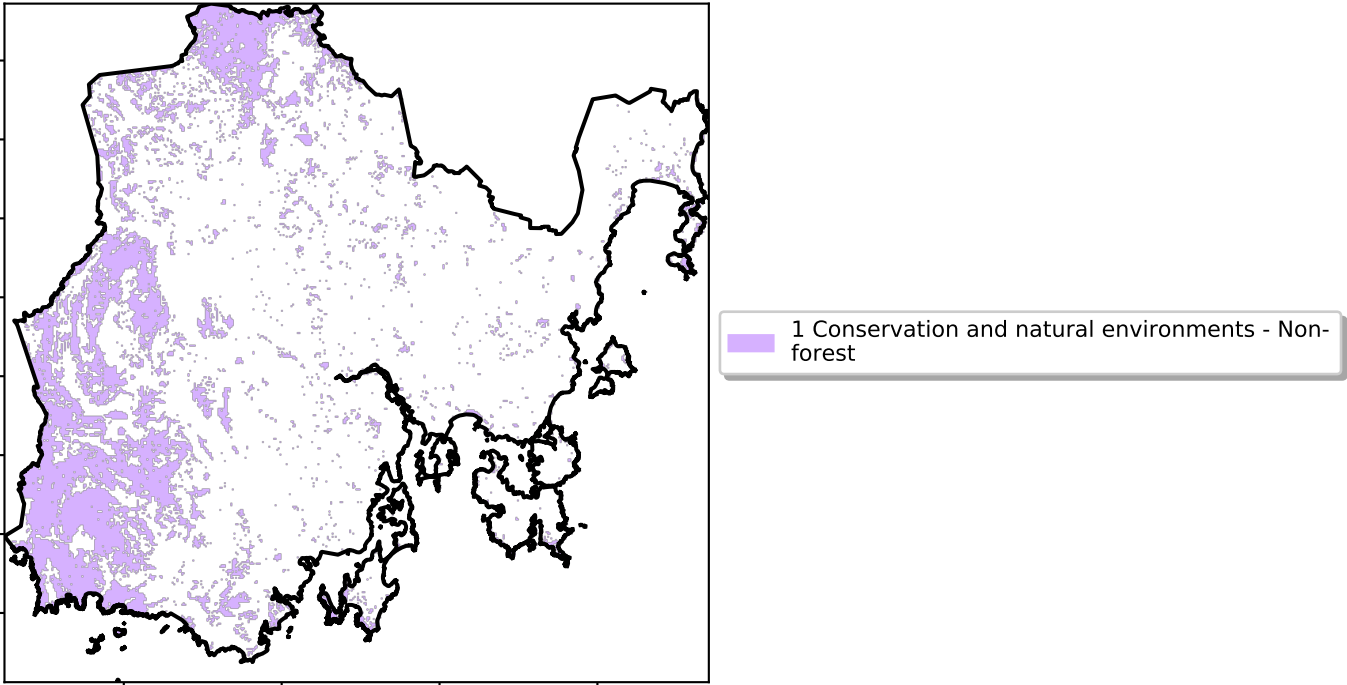 1 Conservation and natural environments - Non-
forest